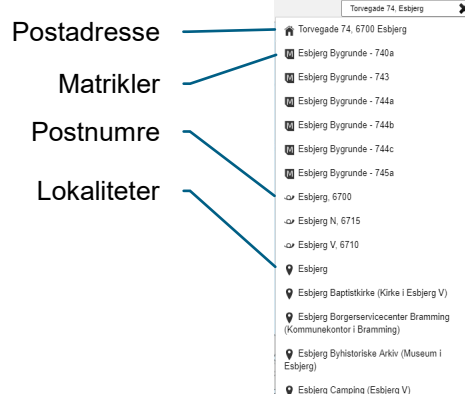 Torvegade 74, Esbjerg
Postadresse
Matrikler
Postnumre
Lokaliteter
Torvegade 74, 6700 Esbjerg
Esbjerg Bygrunde - 740a
Esbjerg Bygrunde - 743
Esbjerg Bygrunde - 744a
Esbjerg Bygrunde - 744b
Esbjerg Bygrunde - 744c
Esbjerg Bygrunde - 745a
Esbjerg, 6700
Esbjerg N, 6715
Esbjerg V, 6710
Esbjerg
Esbjerg Baptistkirke (Kirke i Esbjerg V)
Esbjerg Borgerservicecenter Bramming
(Kommunekontor i Bramming)
Esbjerg Byhistoriske Arkiv (Museum i
Esbjerg)
Esbjerg Camping (Esbjerg V)